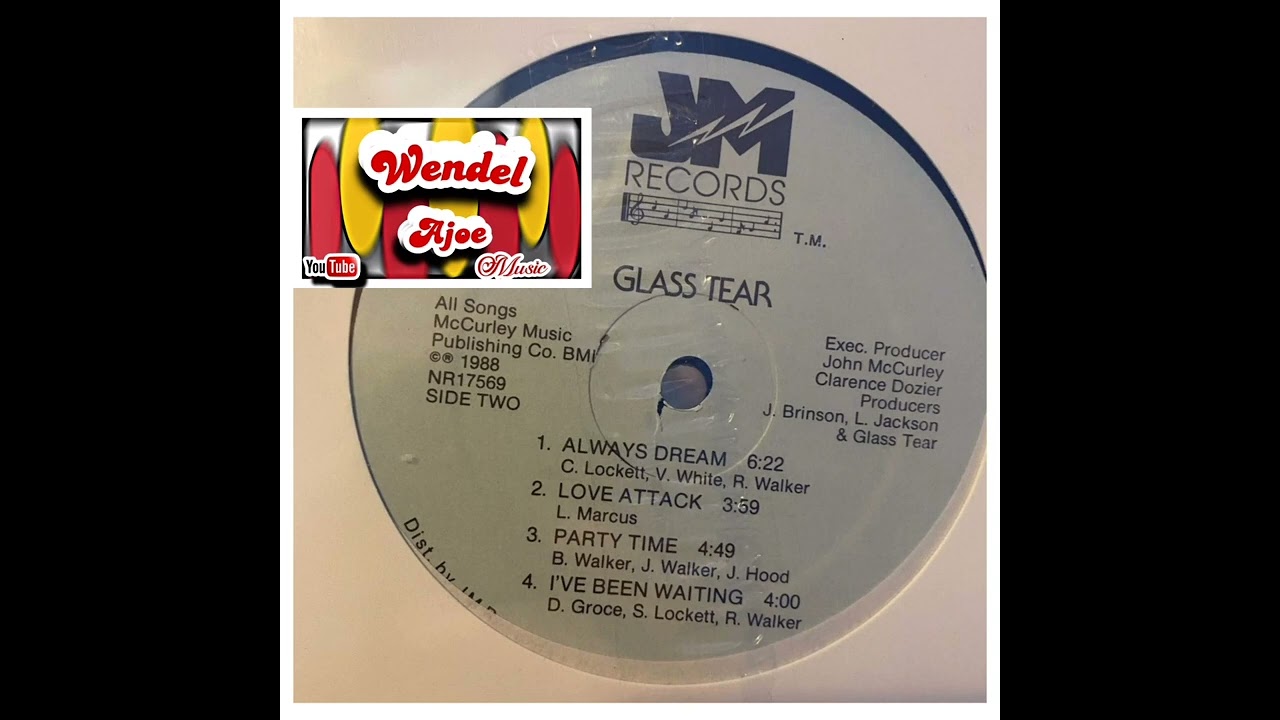 Wendel
Ajoe
Music
YouTube
JM
RECORDS
T.M.
GLASS TEAR
All Songs
McCurley Music
Publishing Co. BMI
©℗ 1988
NR17569
SIDE TWO
Exec. Producer
John McCurley
Clarence Dozier
Producers
J. Brinson, L. Jackson
& Glass Tear
1. ALWAYS DREAM 6:22
C. Lockett, V. White, R. Walker
2. LOVE ATTACK 3:59
L. Marcus
3. PARTY TIME 4:49
B. Walker, J. Walker, J. Hood
4. I'VE BEEN WAITING 4:00
D. Groce, S. Lockett, R. Walker
Dist. by